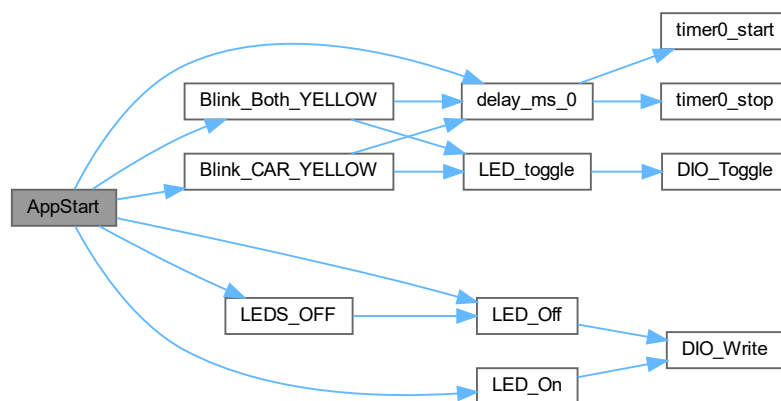 timer0_start
Blink_Both_YELLOW
delay_ms_0
timer0_stop
Blink_CAR_YELLOW
LED_toggle
DIO_Toggle
AppStart
LEDS_OFF
LED_Off
DIO_Write
LED_On